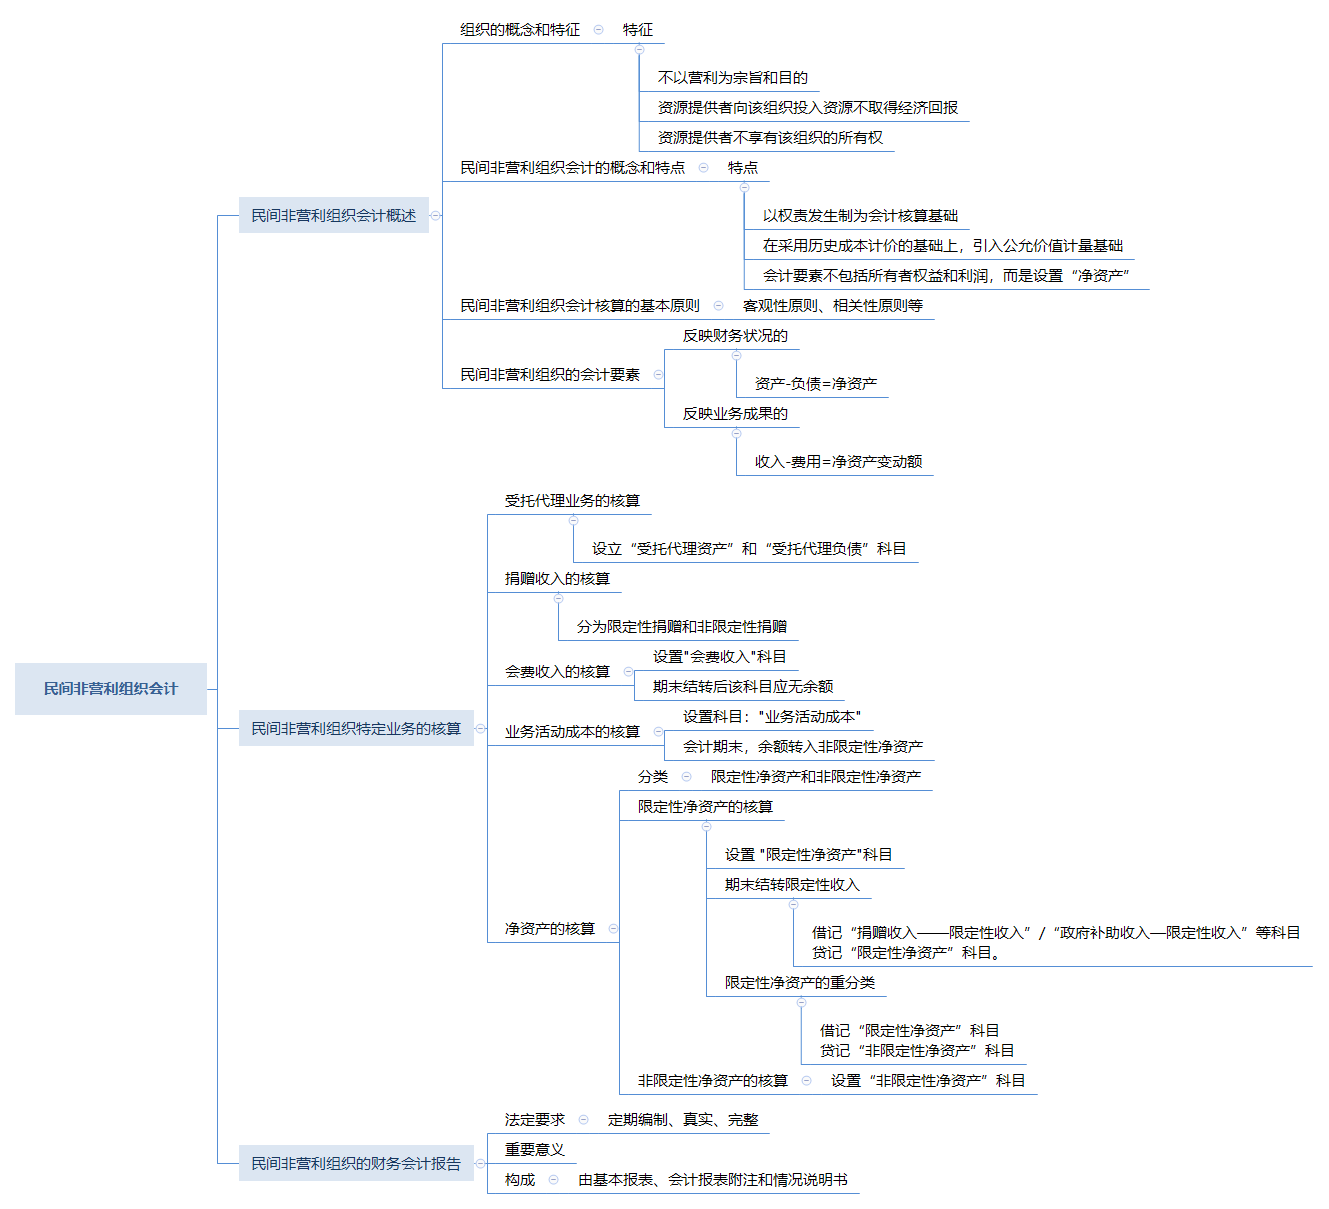 组织的概念和特征
特征
不以营利为宗旨和目的
资源提供者向该组织投入资源不取得经济回报
资源提供者不享有该组织的所有权
民间非营利组织会计的概念和特点
特点
民间非营利组织会计概述
以权责发生制为会计核算基础
在采用历史成本计价的基础上，引入公允价值计量基础
会计要素不包括所有者权益和利润，而是设置“净资产”
民间非营利组织会计核算的基本原则
客观性原则、相关性原则等
反映财务状况的
民间非营利组织的会计要素
资产-负债=净资产
反映业务成果的
收入-费用=净资产变动额
受托代理业务的核算
设立“受托代理资产”和“受托代理负债”科目
捐赠收入的核算
分为限定性捐赠和非限定性捐赠
会费收入的核算
设置"会费收入"科目
期末结转后该科目应无余额
民间非营利组织会计
民间非营利组织特定业务的核算
业务活动成本的核算
设置科目："业务活动成本"
会计期末，余额转入非限定性净资产
分类
限定性净资产和非限定性净资产
限定性净资产的核算
设置 "限定性净资产"科目
期末结转限定性收入
净资产的核算
借记“捐赠收入——限定性收入”/“政府补助收入—限定性收入”等科目
贷记“限定性净资产”科目。
限定性净资产的重分类
借记“限定性净资产”科目
贷记“非限定性净资产”科目
非限定性净资产的核算
设置“非限定性净资产”科目
法定要求
定期编制、真实、完整
重要意义
民间非营利组织的财务会计报告
构成
由基本报表、会计报表附注和情况说明书